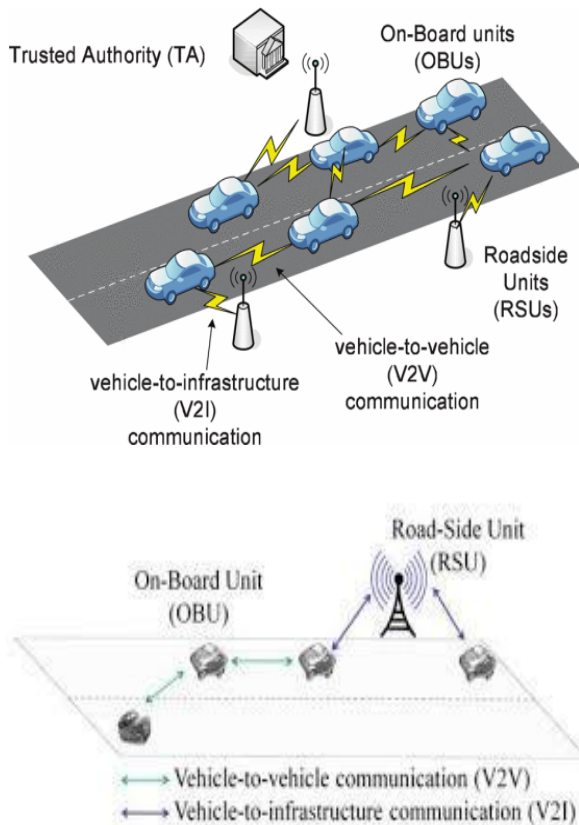 Trusted Authority (TA)
On-Board units
(OBUs)
Roadside
Units
(RSUs)
vehicle-to-vehicle
(V2V)
communication
vehicle-to-infrastructure
(V2I)
communication
Road-Side Unit
(RSU)
On-Board Unit
(OBU)
Vehicle-to-vehicle communication (V2V)
Vehicle-to-infrastructure communication (V2I)